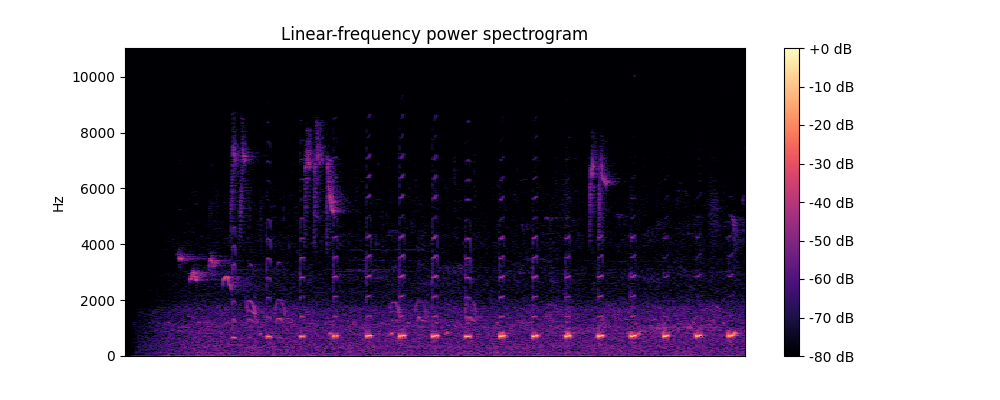 Linear-frequency power spectrogram
Hz
10000
8000
6000
4000
2000
0
+0 dB
-10 dB
-20 dB
-30 dB
-40 dB
-50 dB
-60 dB
-70 dB
-80 dB